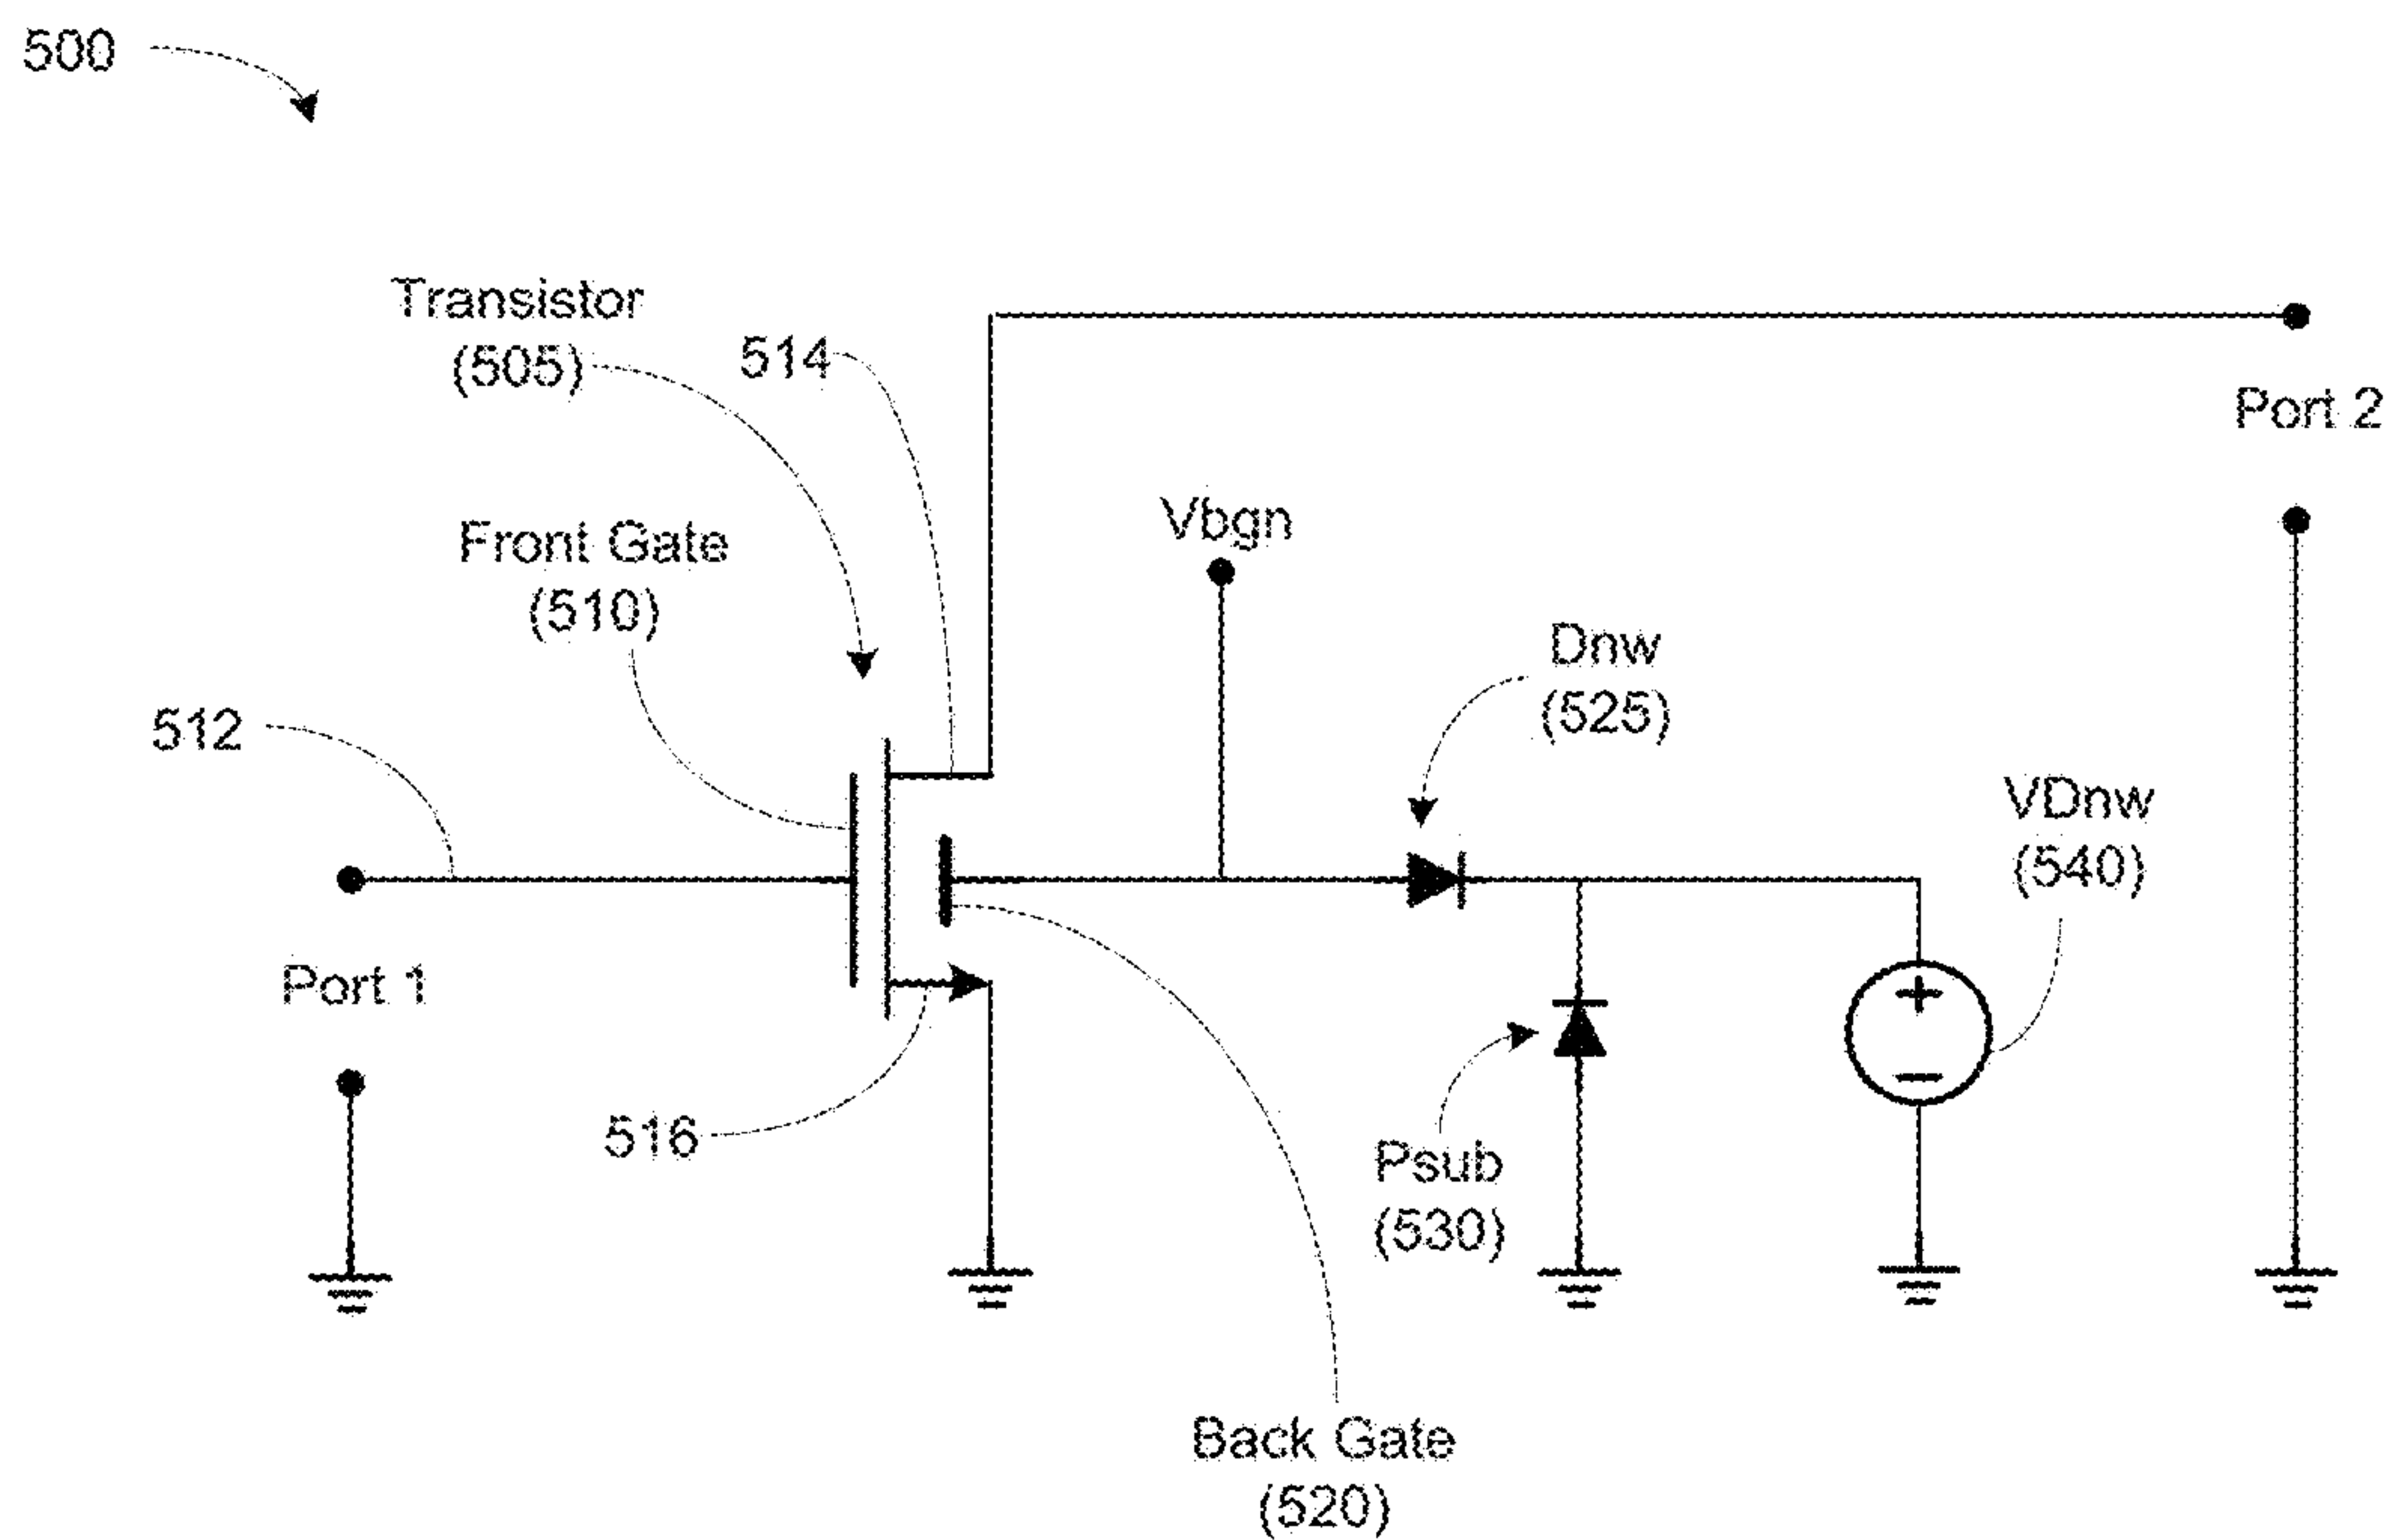 500
Transistor
(505)
514
Port 2
Vbgn
Front Gate
(510)
Dnw
(525)
512
VDnw
(540)
+
−
Port 1
516
Psub
(530)
Back Gate
(520)